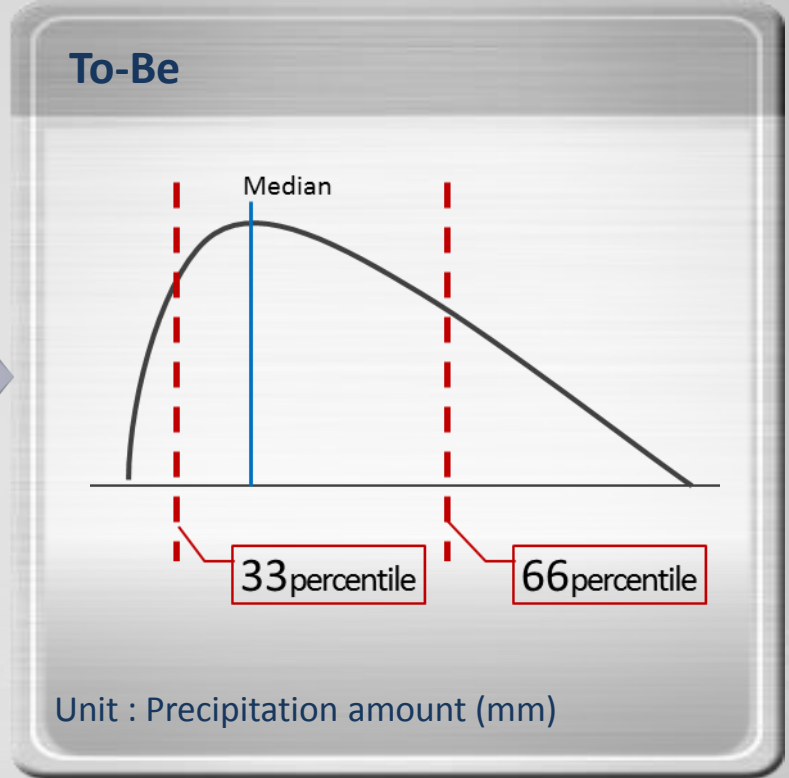 To-Be
Median
33percentile
66percentile
Unit : Precipitation amount (mm)